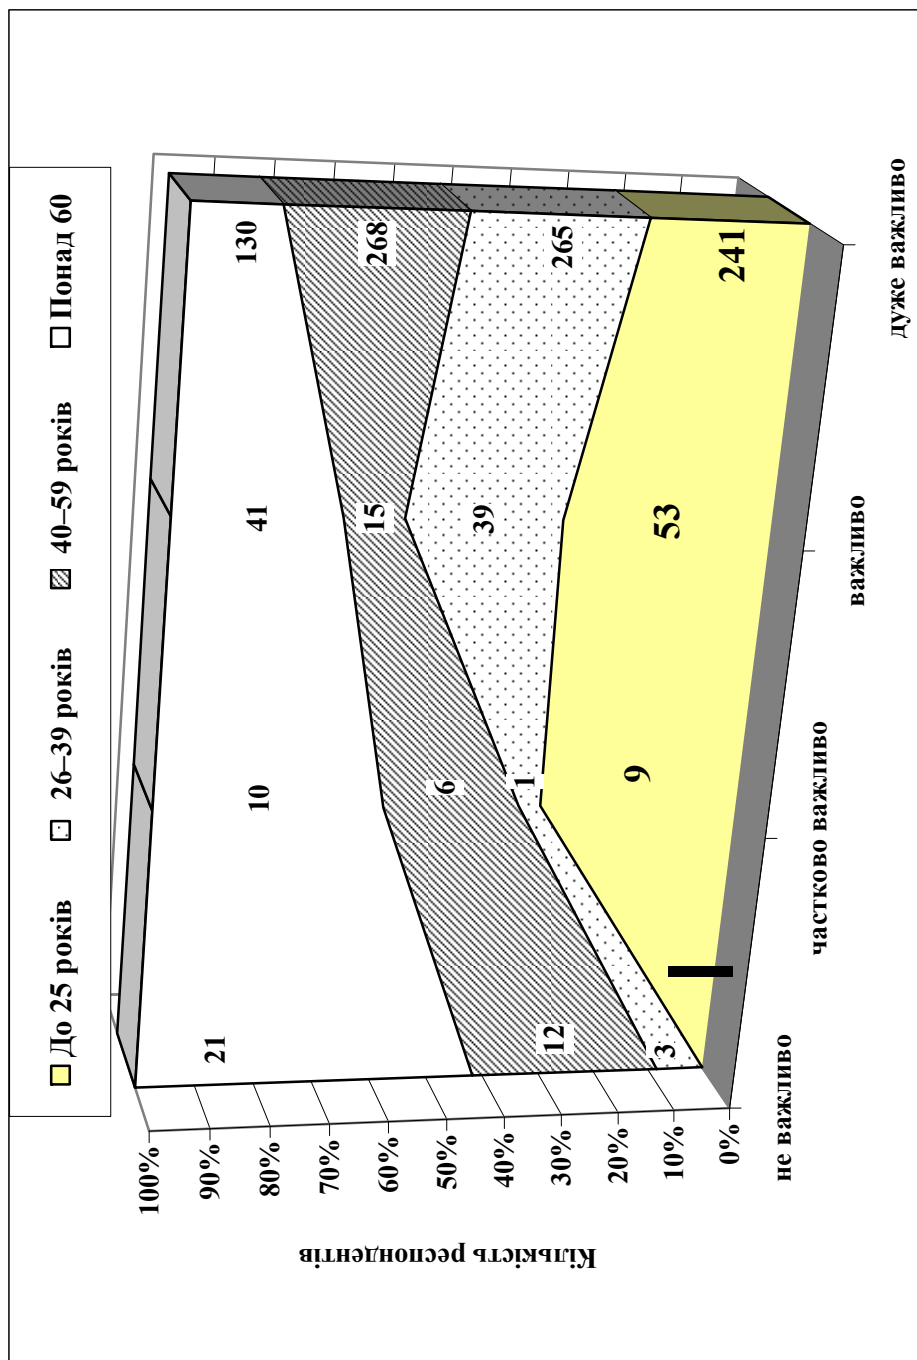 До 25 років 26–39 років 40–59 років Понад 60
Кількість респондентів
100%
90%
80%
70%
60%
50%
40%
30%
20%
10%
0%
21 10 41 130
12 6 15 268
3 1 39 265
9 53 241
не важливо частково важливо важливо дуже важливо